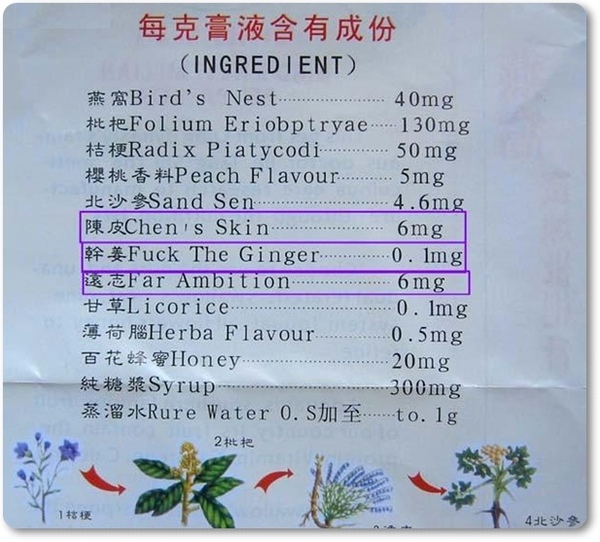 每克膏液含有成份
(INGREDIENT)
燕窩Bird's Nest 40mg
枇杷Folium Eriobptryae 130mg
桔梗Radix Piatycodi 50mg
櫻桃香料Peach Flavour 5mg
北沙參Sand Sen 4.6mg
陳皮Chen's Skin 6mg
幹姜Fuck The Ginger 0.1mg
遠志Far Ambition 6mg
甘草Licorice 0.1mg
薄荷腦Herba Flavour 0.5mg
百花蜂蜜Honey 20mg
純糖漿Syrup 300mg
蒸溜水Rure Water O.S加至 to.1g
2枇杷
1桔梗
4北沙參